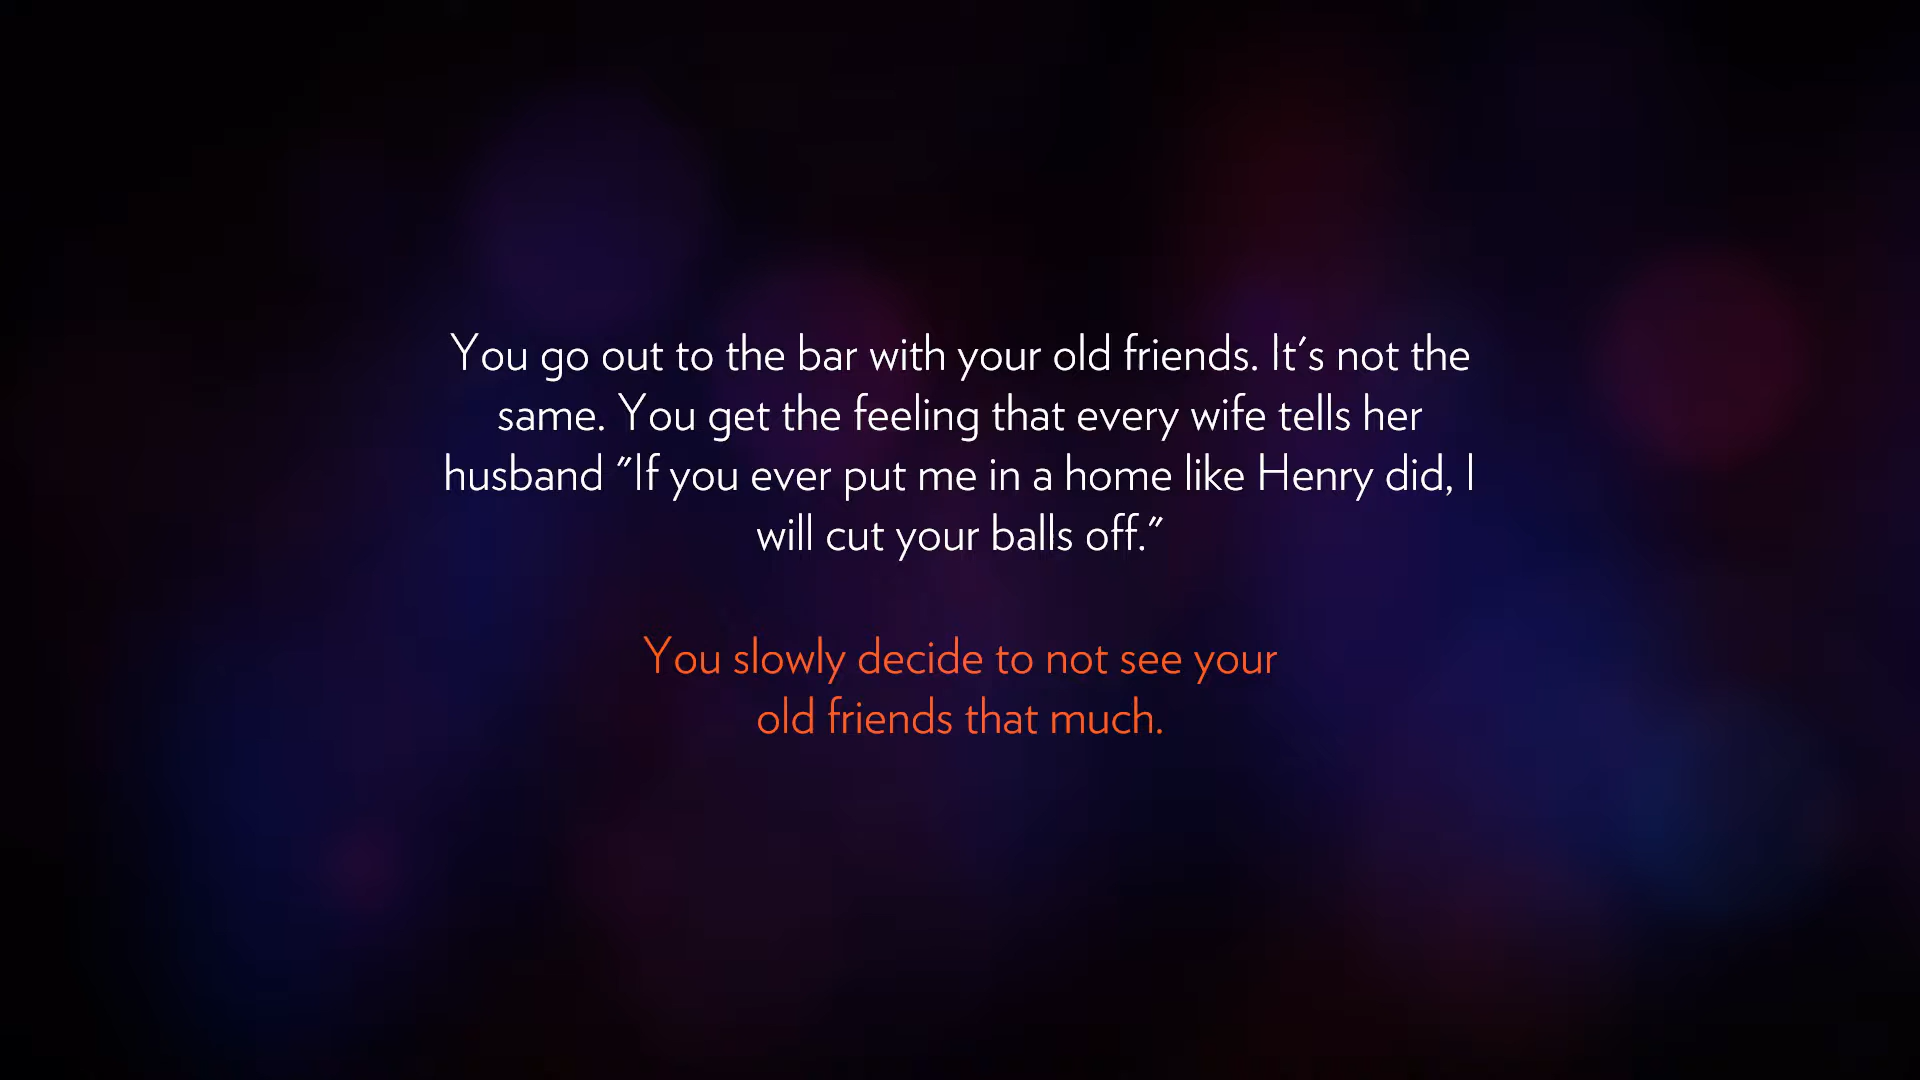 You go out to the bar with your old friends. It's not the
same. You get the feeling that every wife tells her
husband "If you ever put me in a home like Henry did, I
will cut your balls off."
You slowly decide to not see your
old friends that much.